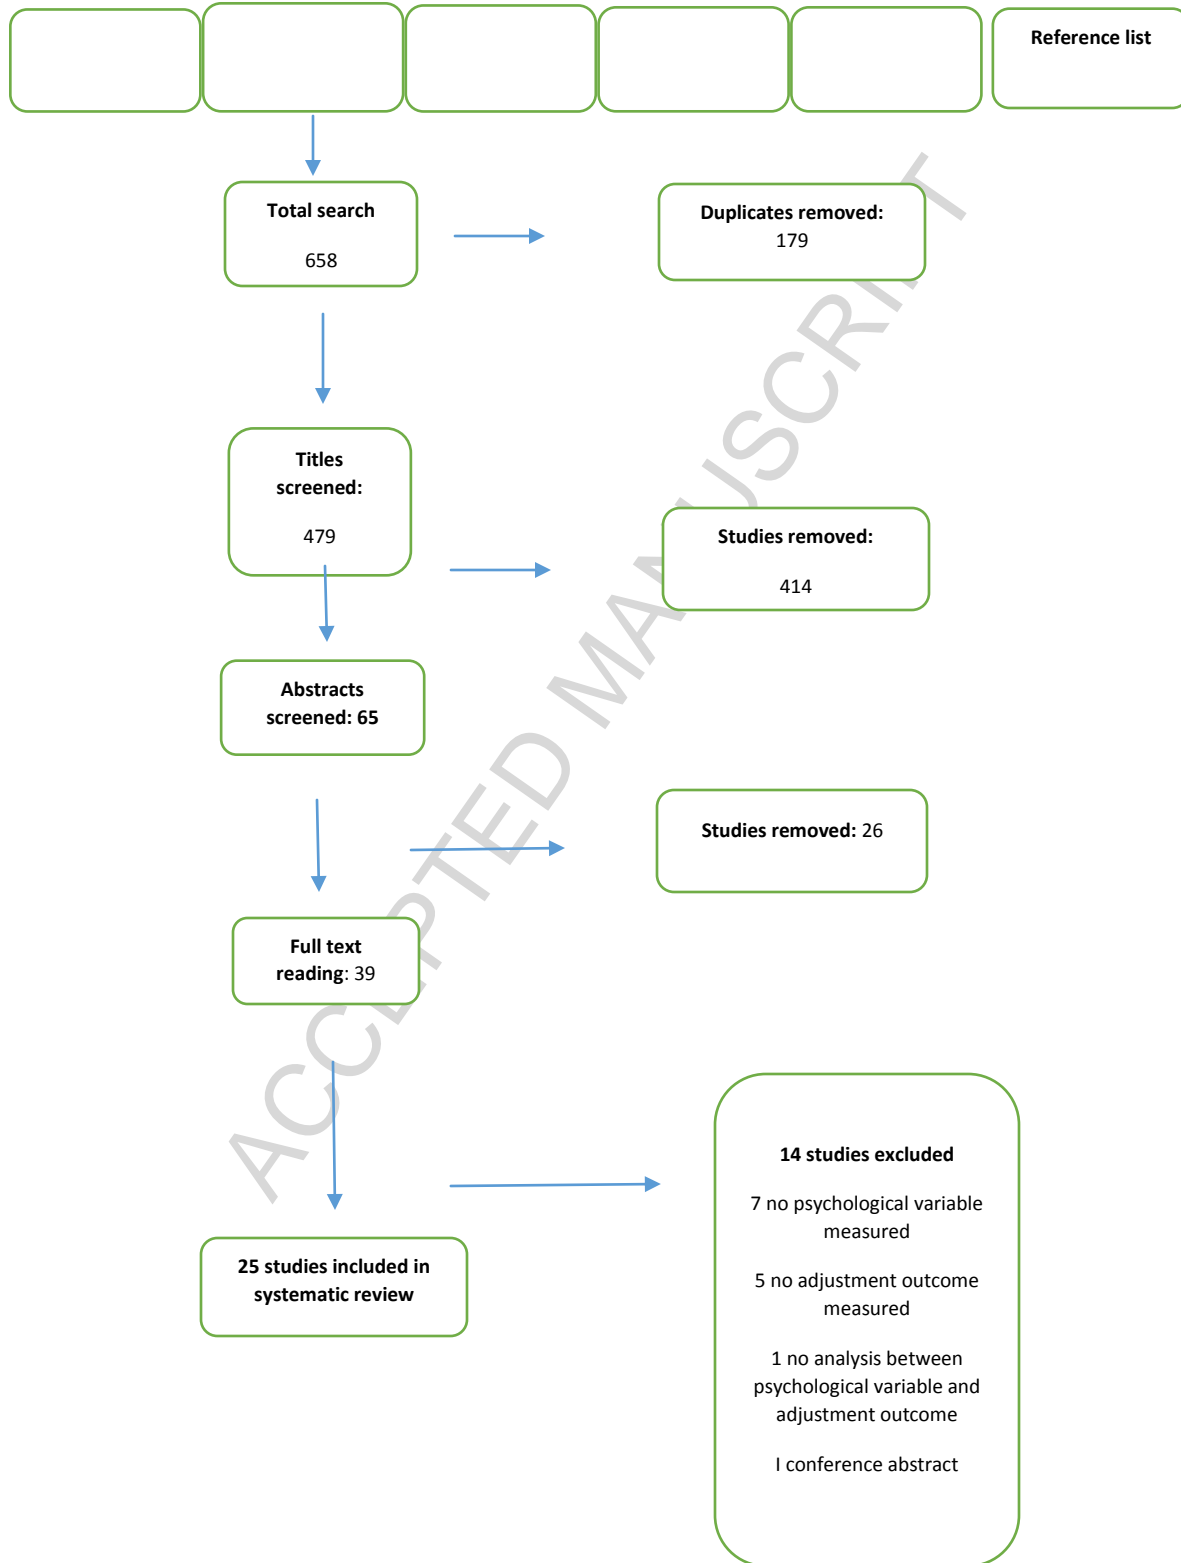 Reference list
Total search
658
Duplicates removed:
179
Titles
screened:
479
Studies removed:
414
Abstracts
screened: 65
Studies removed: 26
Full text
reading: 39
14 studies excluded
7 no psychological variable
measured
5 no adjustment outcome
measured
1 no analysis between
psychological variable and
adjustment outcome
I conference abstract
25 studies included in
systematic review
ACCEPTED MANUSCRIPT